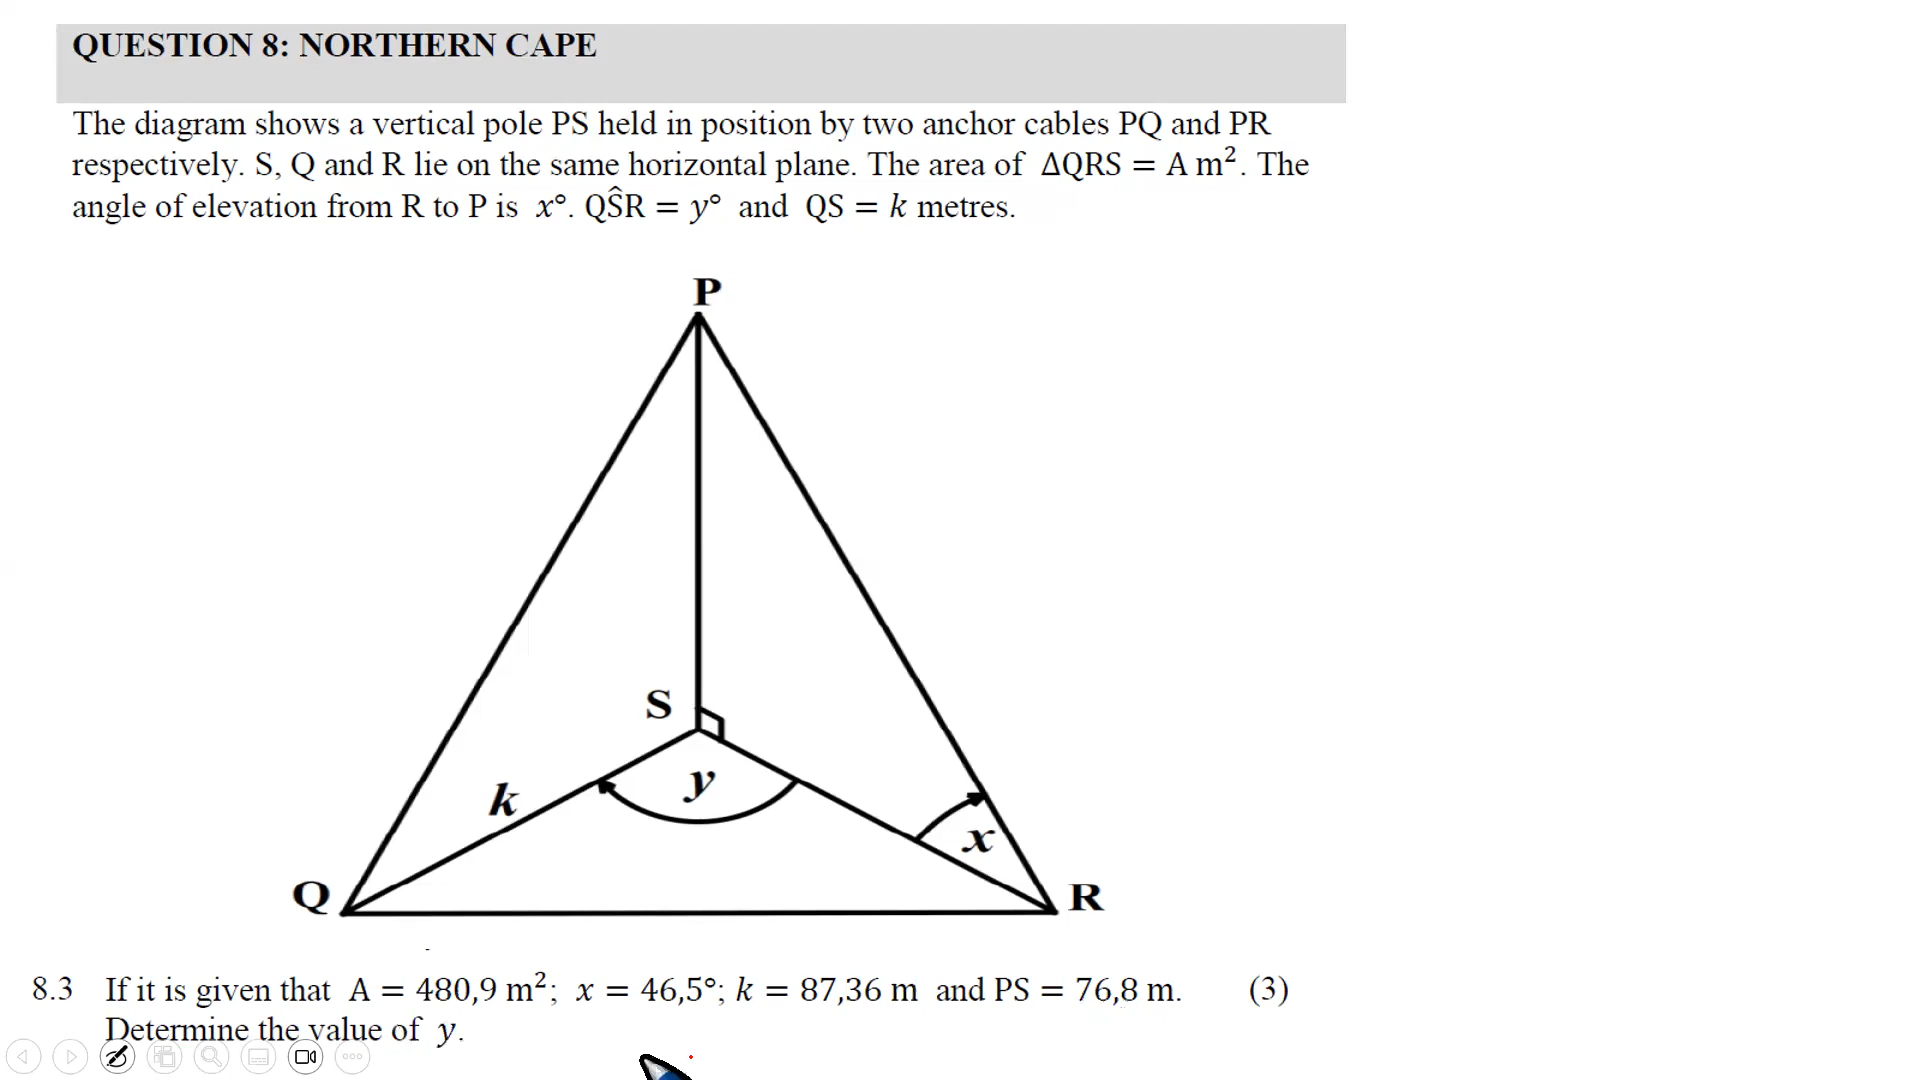 QUESTION 8: NORTHERN CAPE
The diagram shows a vertical pole PS held in position by two anchor cables PQ and PR
respectively. S, Q and R lie on the same horizontal plane. The area of ΔQRS = A m². The
angle of elevation from R to P is x°. QŜR = y° and QS = k metres.
P
S
k
y
x
Q
R
8.3 If it is given that A = 480,9 m²; x = 46,5°; k = 87,36 m and PS = 76,8 m. (3)
Determine the value of y.